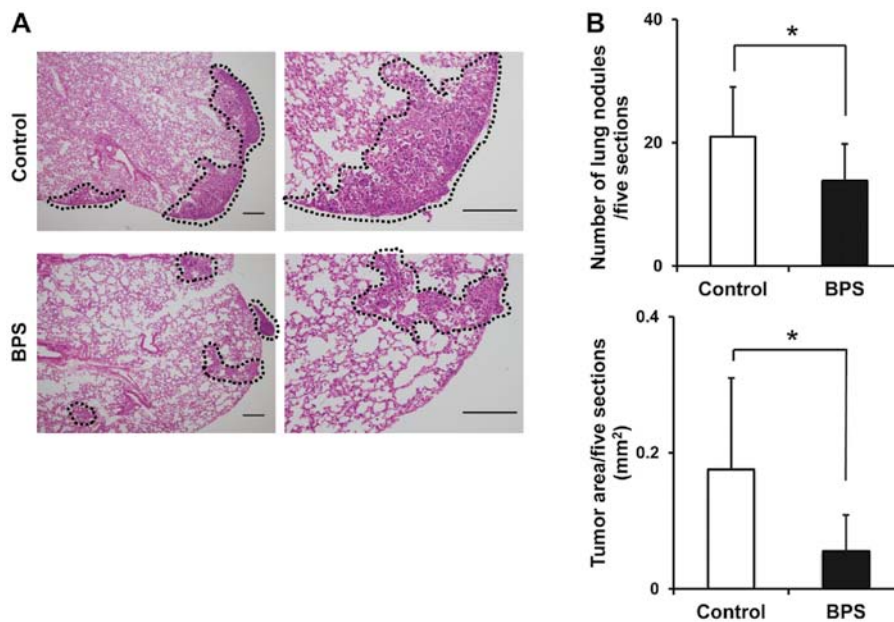 A
Control
BPS
B
Number of lung nodules
/five sections
40
20
0
*
Control
BPS
Tumor area/five sections
(mm²)
0.4
0.2
0
*
Control
BPS